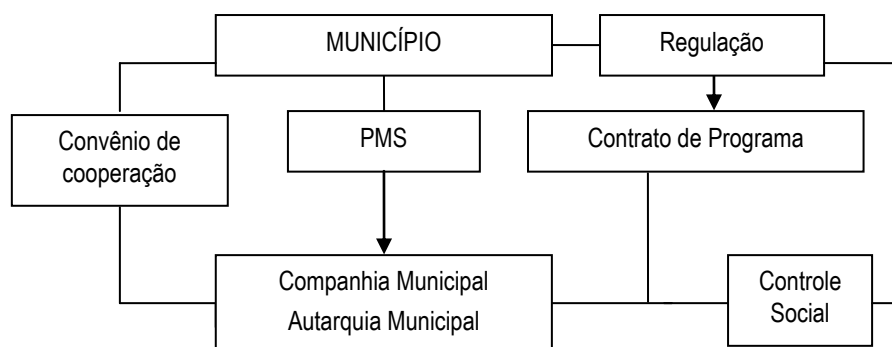 MUNICÍPIO
Regulação
Convênio de
cooperação
PMS
Contrato de Programa
Companhia Municipal
Autarquia Municipal
Controle
Social